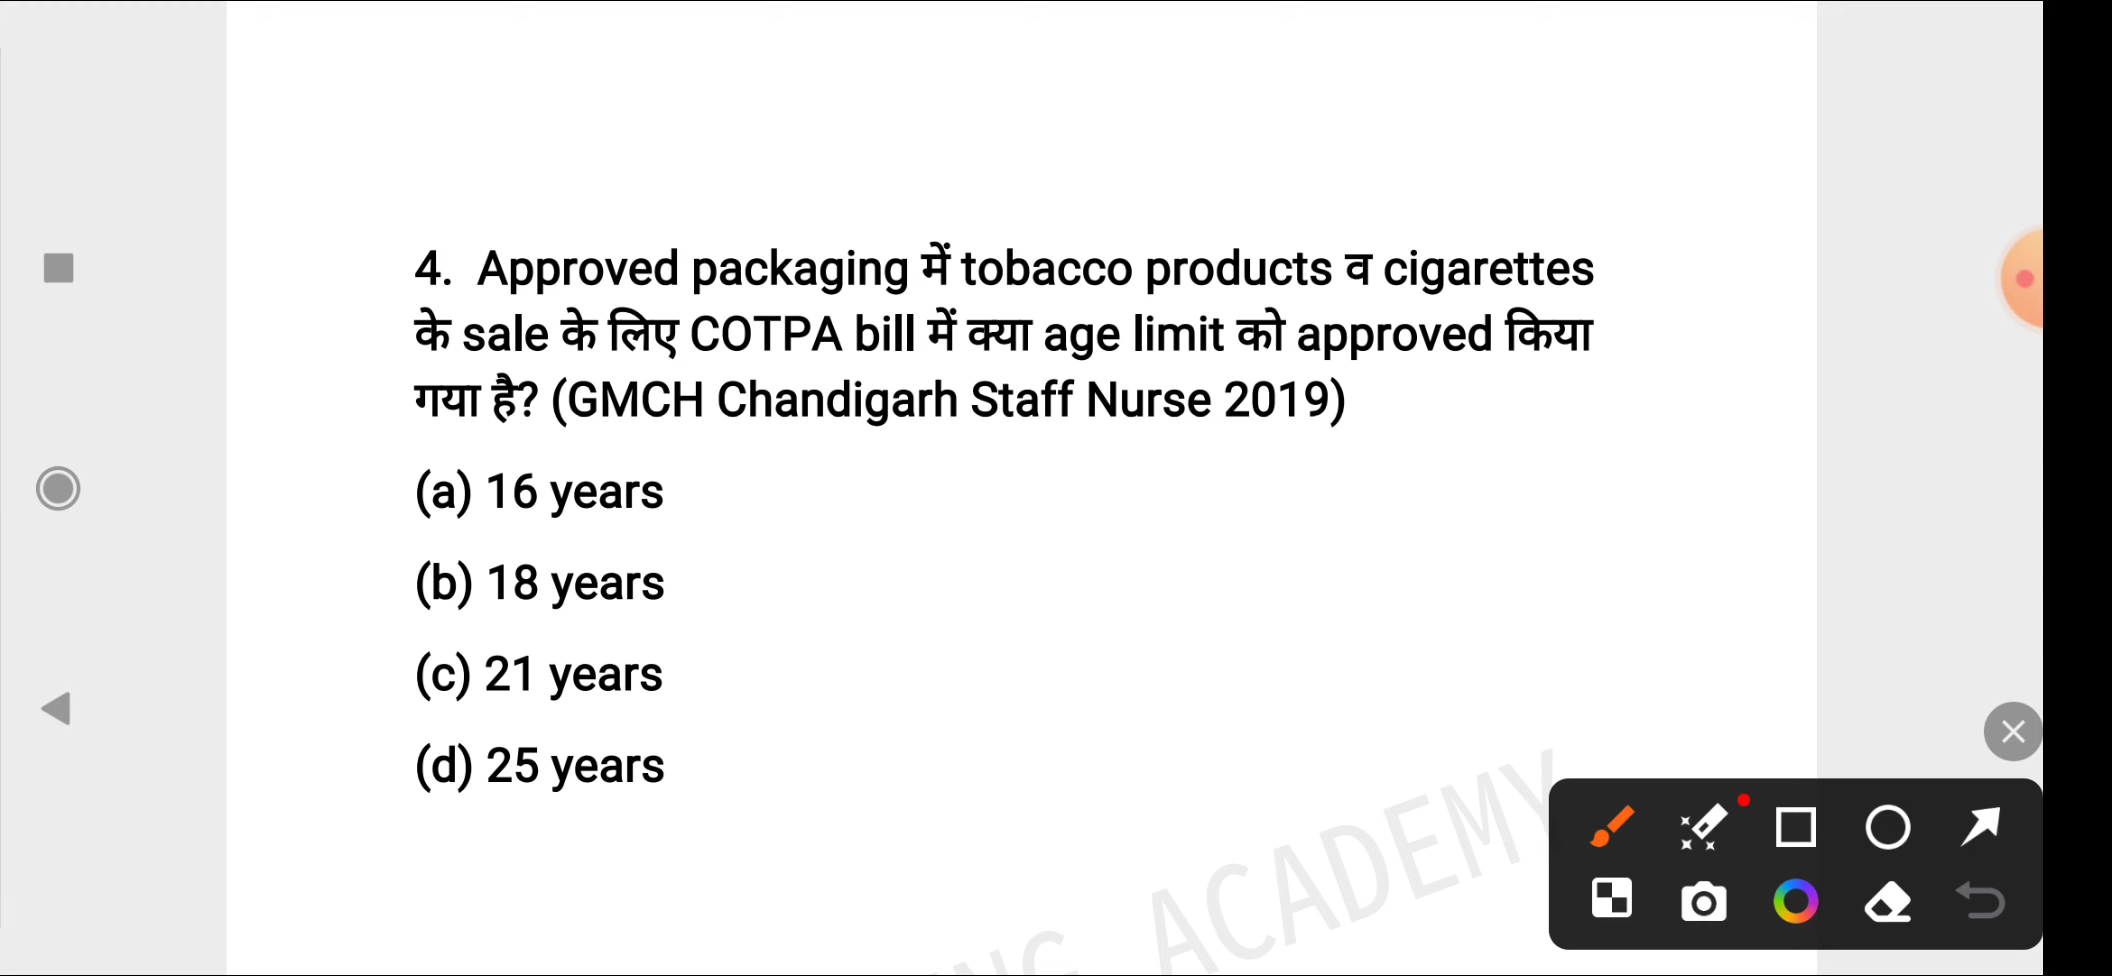 4. Approved packaging में tobacco products व cigarettes
के sale के लिए COTPA bill में क्या age limit को approved किया
गया है? (GMCH Chandigarh Staff Nurse 2019)
(a) 16 years
(b) 18 years
(c) 21 years
(d) 25 years
ACADEMY